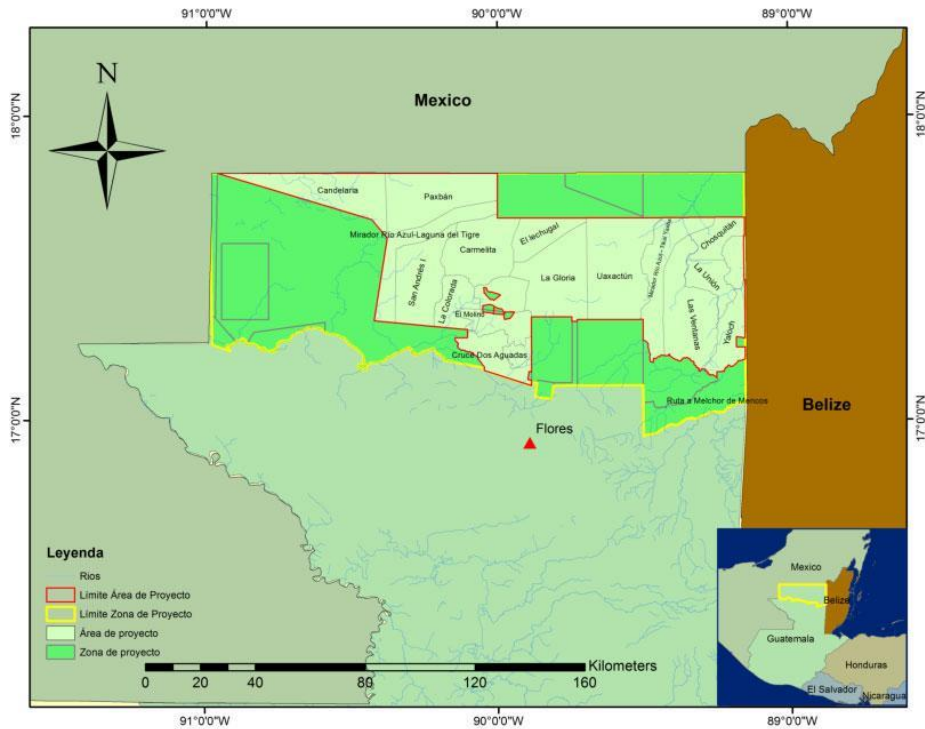 91°0'0"W 90°0'0"W 89°0'0"W
N
Mexico
18°0'0"N 18°0'0"N
Candelaria
Paxbán
Mirador Río Azul-Laguna del Tigre
Carmelita
El lechugal
Chosquitán
San Andrés I
La Colorada
La Gloria
Uaxactún
La Unión
El Molino
Las Ventanas
Yaloch
Cruce Dos Aguadas
Ruta a Melchor de Mencos
Belize
17°0'0"N 17°0'0"N
Flores
Leyenda
Rios
Límite Área de Proyecto
Límite Zona de Proyecto
Área de proyecto
Zona de proyecto
Kilometers
0 20 40 80 120 160
Mexico
Belize
Guatemala
Honduras
El Salvador
Nicaragua
91°0'0"W 90°0'0"W 89°0'0"W